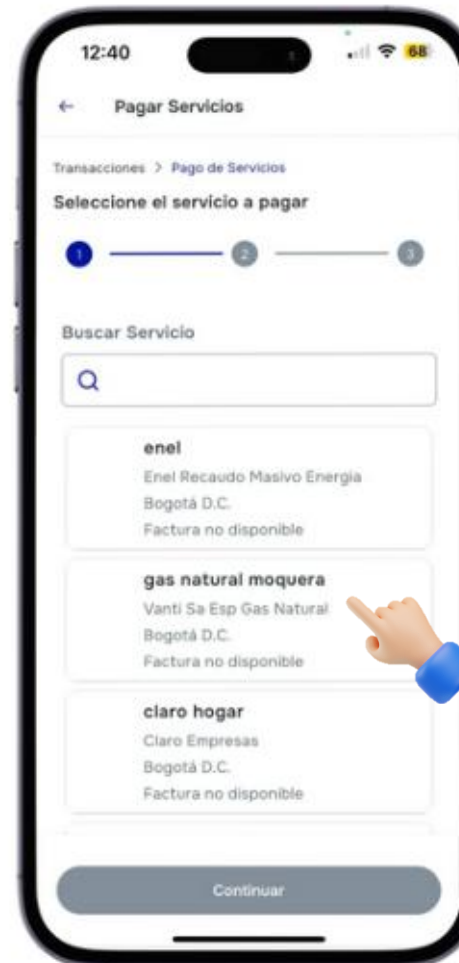 12:40
68
Pagar Servicios
Transacciones > Pago de Servicios
Seleccione el servicio a pagar
1 2 3
Buscar Servicio
enel
Enel Recaudo Masivo Energia
Bogotá D.C.
Factura no disponible
gas natural moquera
Vanti Sa Esp Gas Natural
Bogotá D.C.
Factura no disponible
claro hogar
Claro Empresas
Bogotá D.C.
Factura no disponible
Continuar